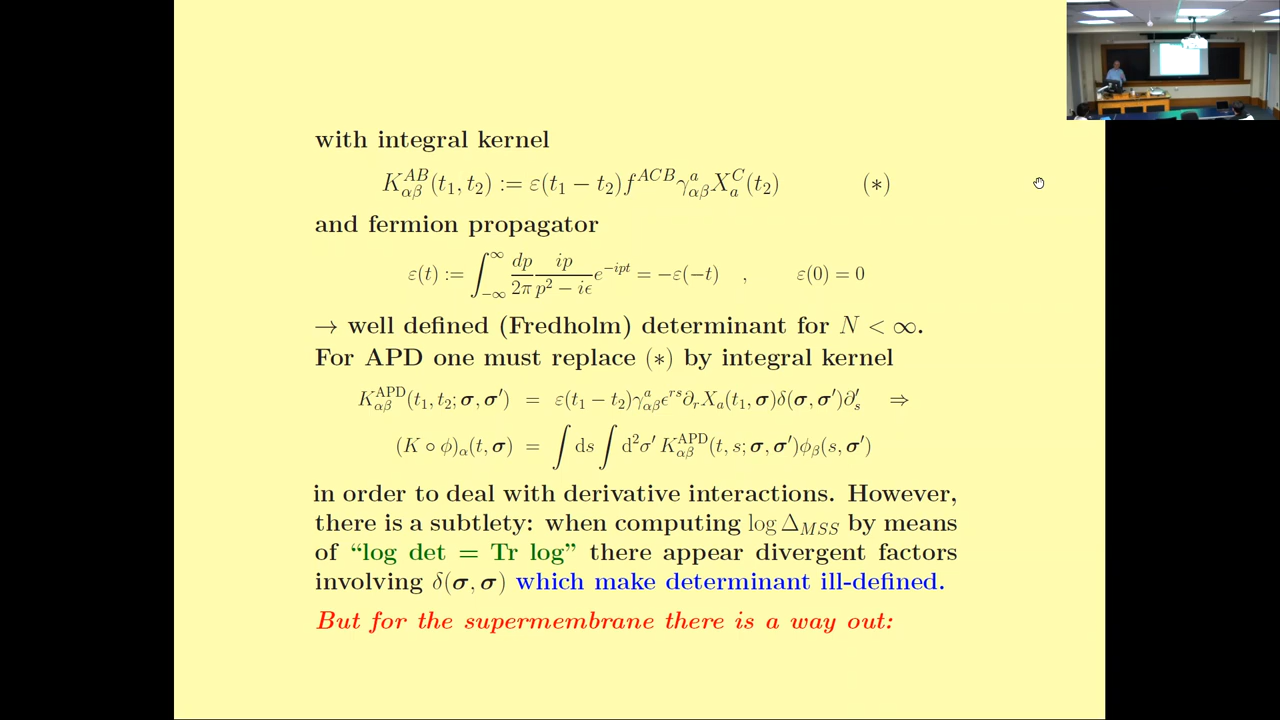 with integral kernel
K^{AB}_{αβ}(t_1, t_2) := ε(t_1 − t_2) f^{ACB} γ^a_{αβ} X^C_a(t_2) (∗)
and fermion propagator
ε(t) := ∫_{−∞}^{∞} \frac{dp}{2π} \frac{ip}{p^2 − iϵ} e^{−ipt} = −ε(−t) , ε(0) = 0
→ well defined (Fredholm) determinant for N < ∞.
For APD one must replace (∗) by integral kernel
K^{APD}_{αβ}(t_1, t_2; σ, σ′) = ε(t_1 − t_2) γ^a_{αβ} ϵ^{rs} ∂_r X_a(t_1, σ) δ(σ, σ′) ∂′_s ⇒
(K ∘ ϕ)_α(t, σ) = ∫ ds ∫ d^2σ′ K^{APD}_{αβ}(t, s; σ, σ′) ϕ_β(s, σ′)
in order to deal with derivative interactions. However,
there is a subtlety: when computing log Δ_{MSS} by means
of “log det = Tr log” there appear divergent factors
involving δ(σ, σ) which make determinant ill-defined.
But for the supermembrane there is a way out: